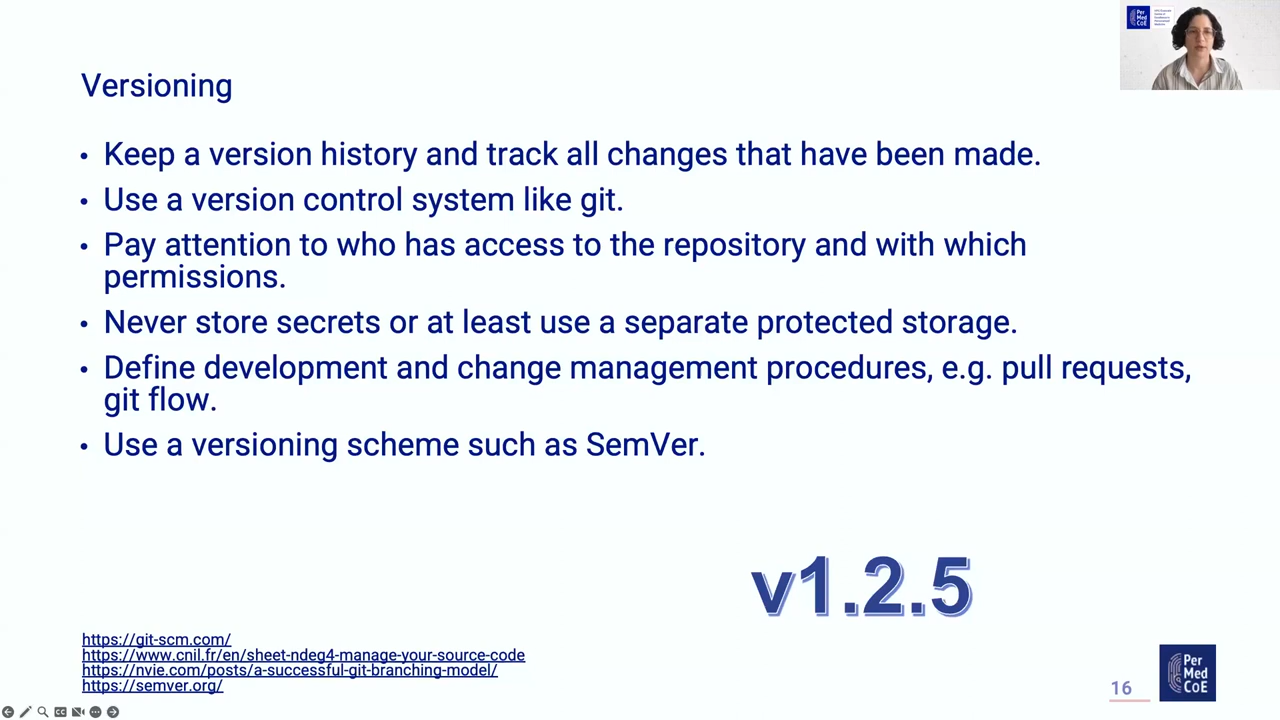 Per
Med
CoE
Versioning
• Keep a version history and track all changes that have been made.
• Use a version control system like git.
• Pay attention to who has access to the repository and with which
permissions.
• Never store secrets or at least use a separate protected storage.
• Define development and change management procedures, e.g. pull requests,
git flow.
• Use a versioning scheme such as SemVer.
v1.2.5
https://git-scm.com/
https://www.cnil.fr/en/sheet-ndeg4-manage-your-source-code
https://nvie.com/posts/a-successful-git-branching-model/
https://semver.org/
16
Per
Med
CoE